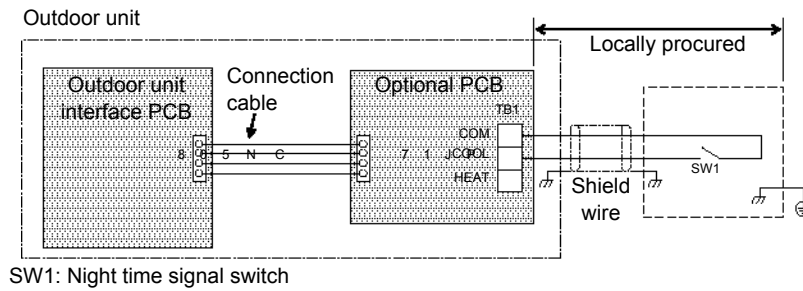 Outdoor unit
Locally procured
Outdoor unit
interface PCB
Connection
cable
Optional PCB
TB1
COM
8 5 N C
7 1 J
COOL
HEAT
SW1
Shield
wire
SW1: Night time signal switch